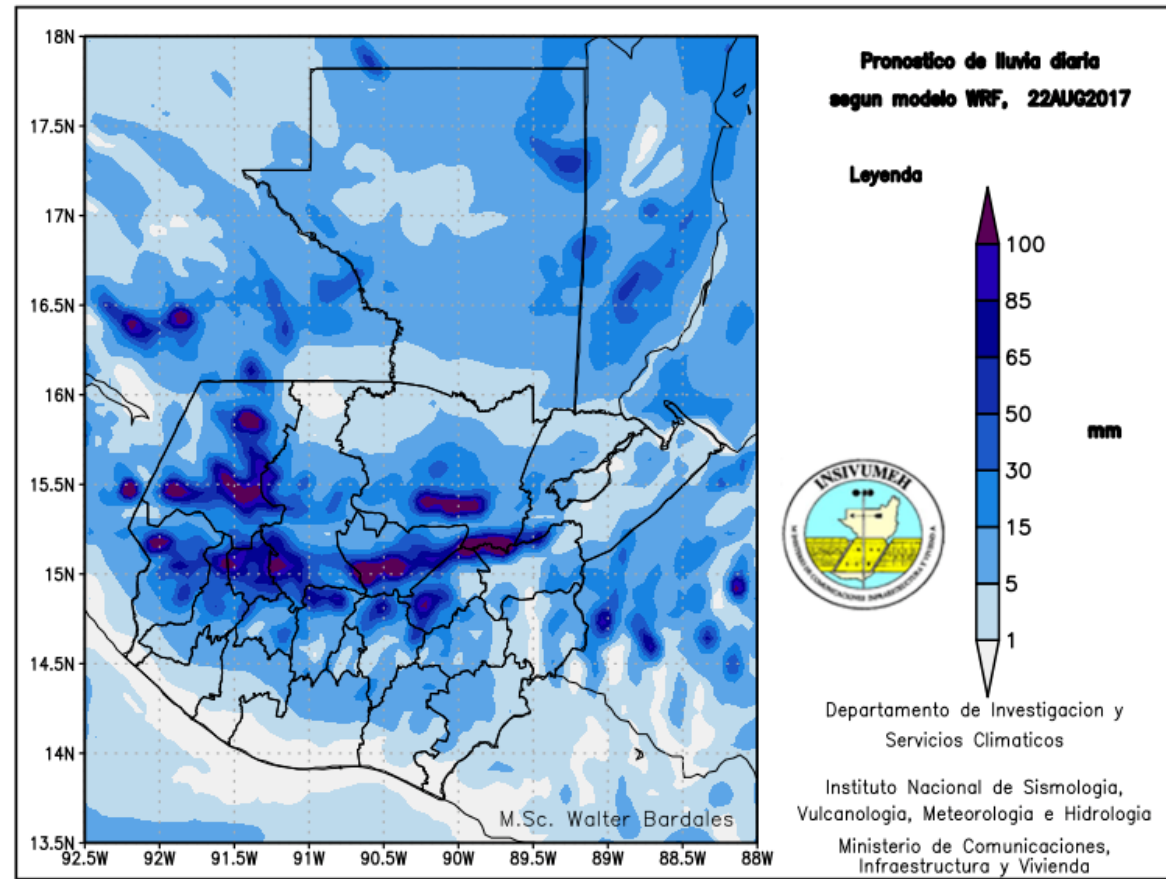 18N
17.5N
17N
16.5N
16N
15.5N
15N
14.5N
14N
13.5N
92.5W 92W 91.5W 91W 90.5W 90W 89.5W 89W 88.5W 88W
M.Sc. Walter Bardales
Pronostico de lluvia diaria
segun modelo WRF, 22AUG2017
Leyenda
100
85
65
50
30
15
5
1
mm
INSIVUMEH
Departamento de Investigacion y
Servicios Climaticos
Instituto Nacional de Sismologia,
Vulcanologia, Meteorologia e Hidrologia
Ministerio de Comunicaciones,
Infraestructura y Vivienda